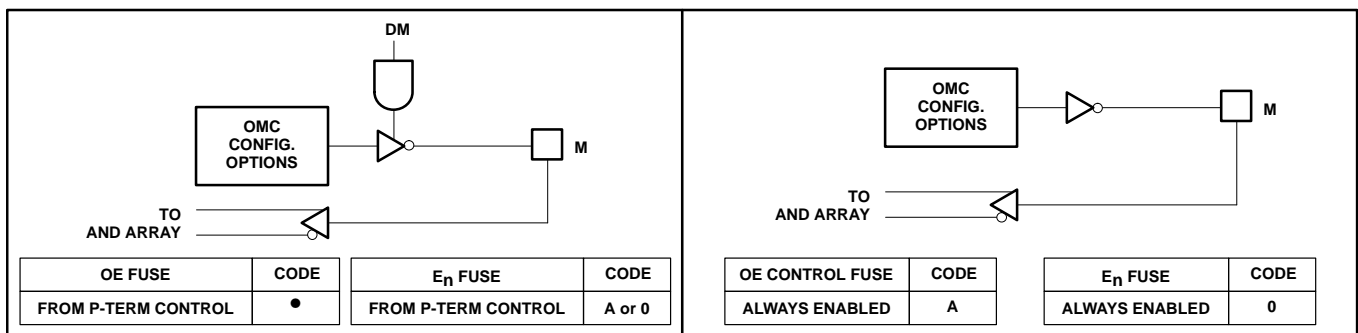 DM
OMC
CONFIG.
OPTIONS
M
TO
AND ARRAY
OE FUSE CODE
FROM P-TERM CONTROL ●
En FUSE CODE
FROM P-TERM CONTROL A or 0
OMC
CONFIG.
OPTIONS
M
TO
AND ARRAY
OE CONTROL FUSE CODE
ALWAYS ENABLED A
En FUSE CODE
ALWAYS ENABLED 0